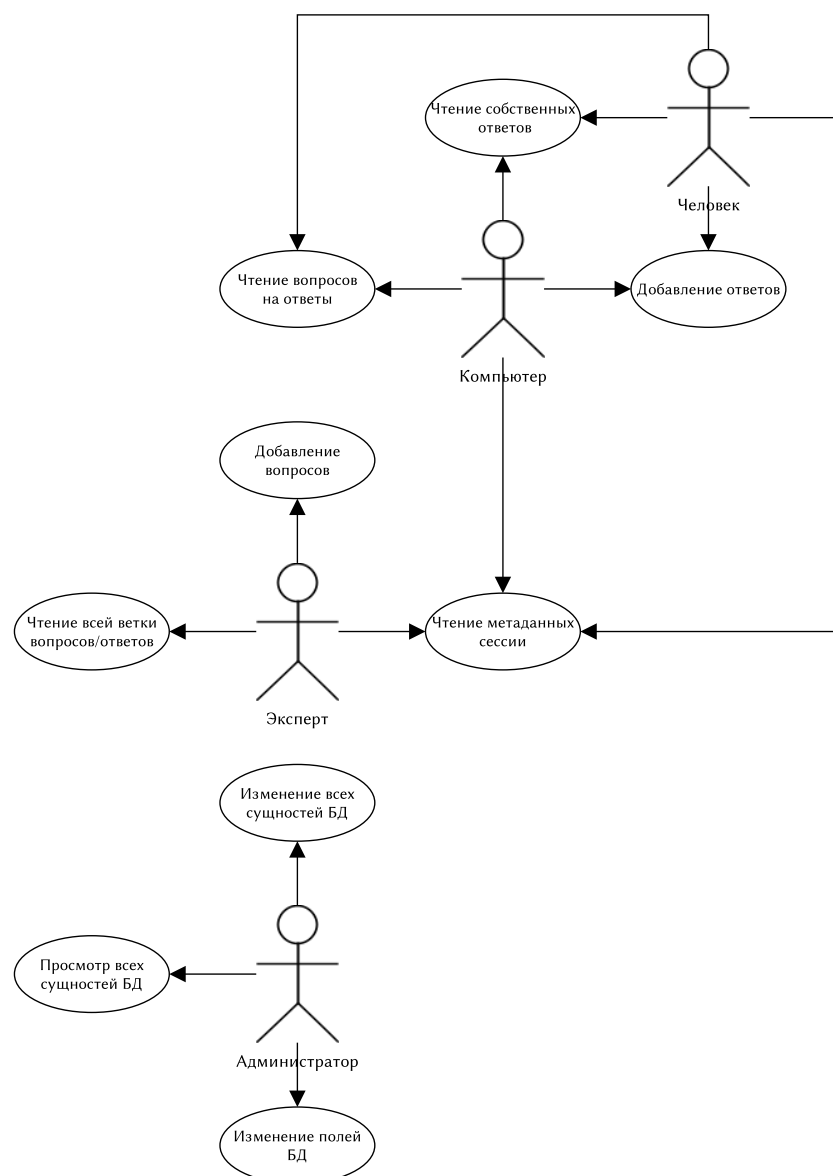 Чтение собственных
ответов
Человек
Чтение вопросов
на ответы
Добавление ответов
Компьютер
Добавление
вопросов
Чтение всей ветки
вопросов/ответов
Чтение метаданных
сессии
Эксперт
Изменение всех
сущностей БД
Просмотр всех
сущностей БД
Администратор
Изменение полей
БД